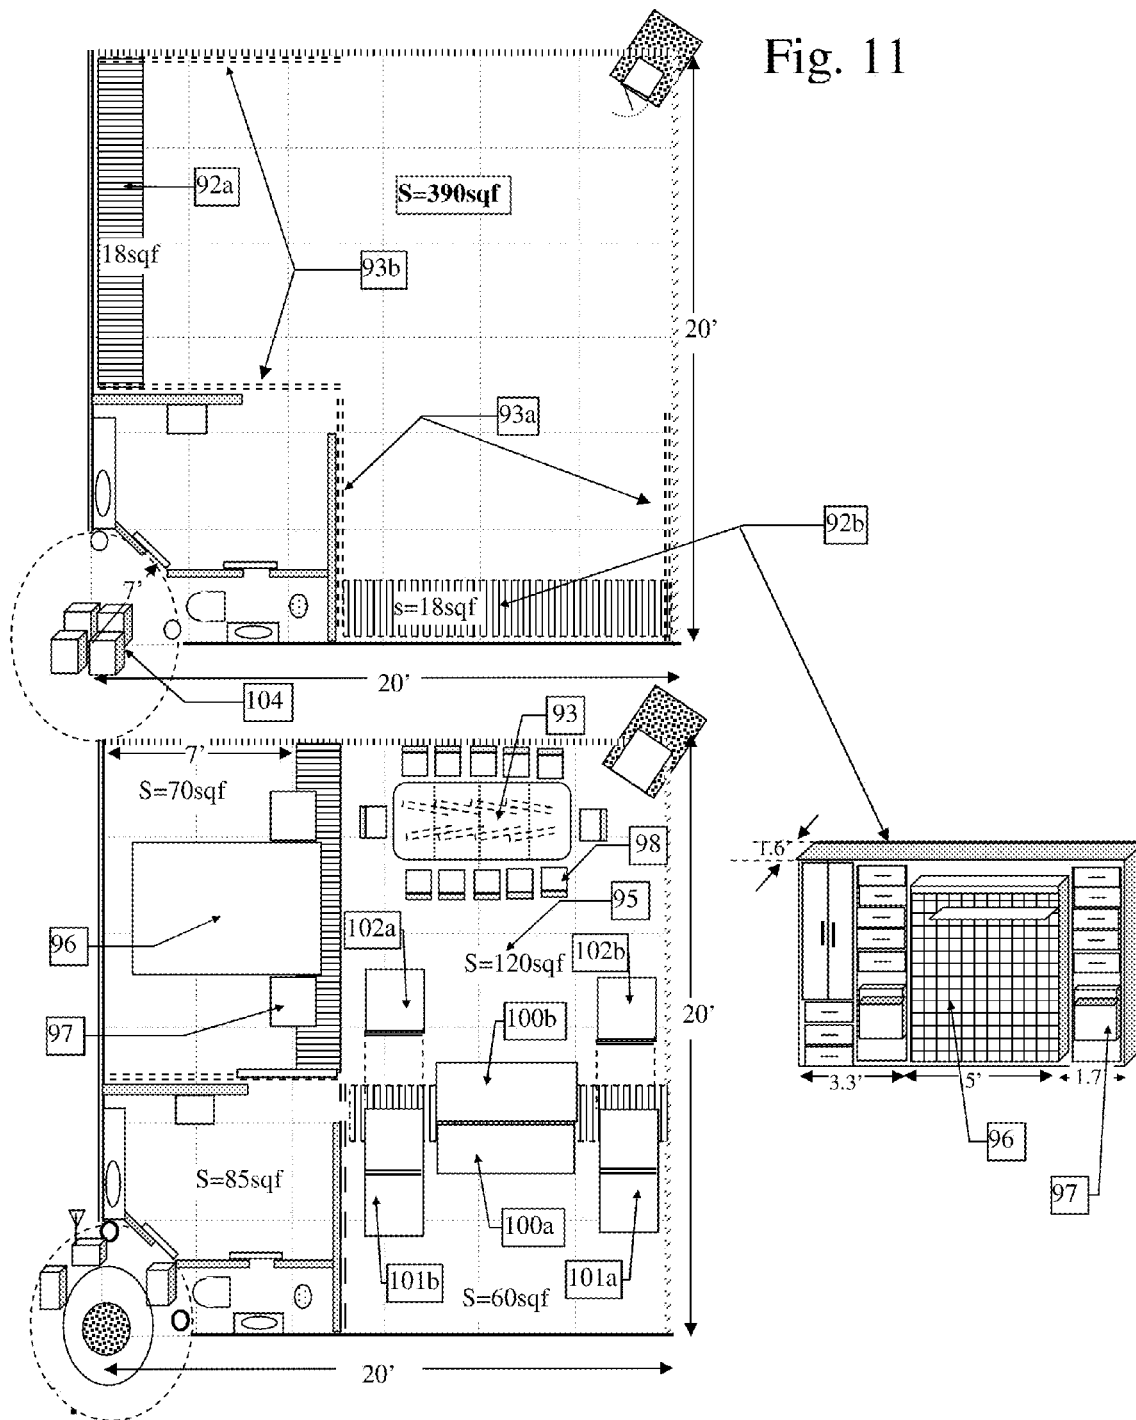 Fig. 11
92a
S=390sqf
18sqf
93b
20’
93a
92b
7’
s=18sqf
104
20’
93
7’
S=70sqf
98
95
102a
102b
96
S=120sqf
1.6’
97
100b
20’
3.3’
5’
1.7
96
97
S=85sqf
100a
101b
101a
S=60sqf
20’